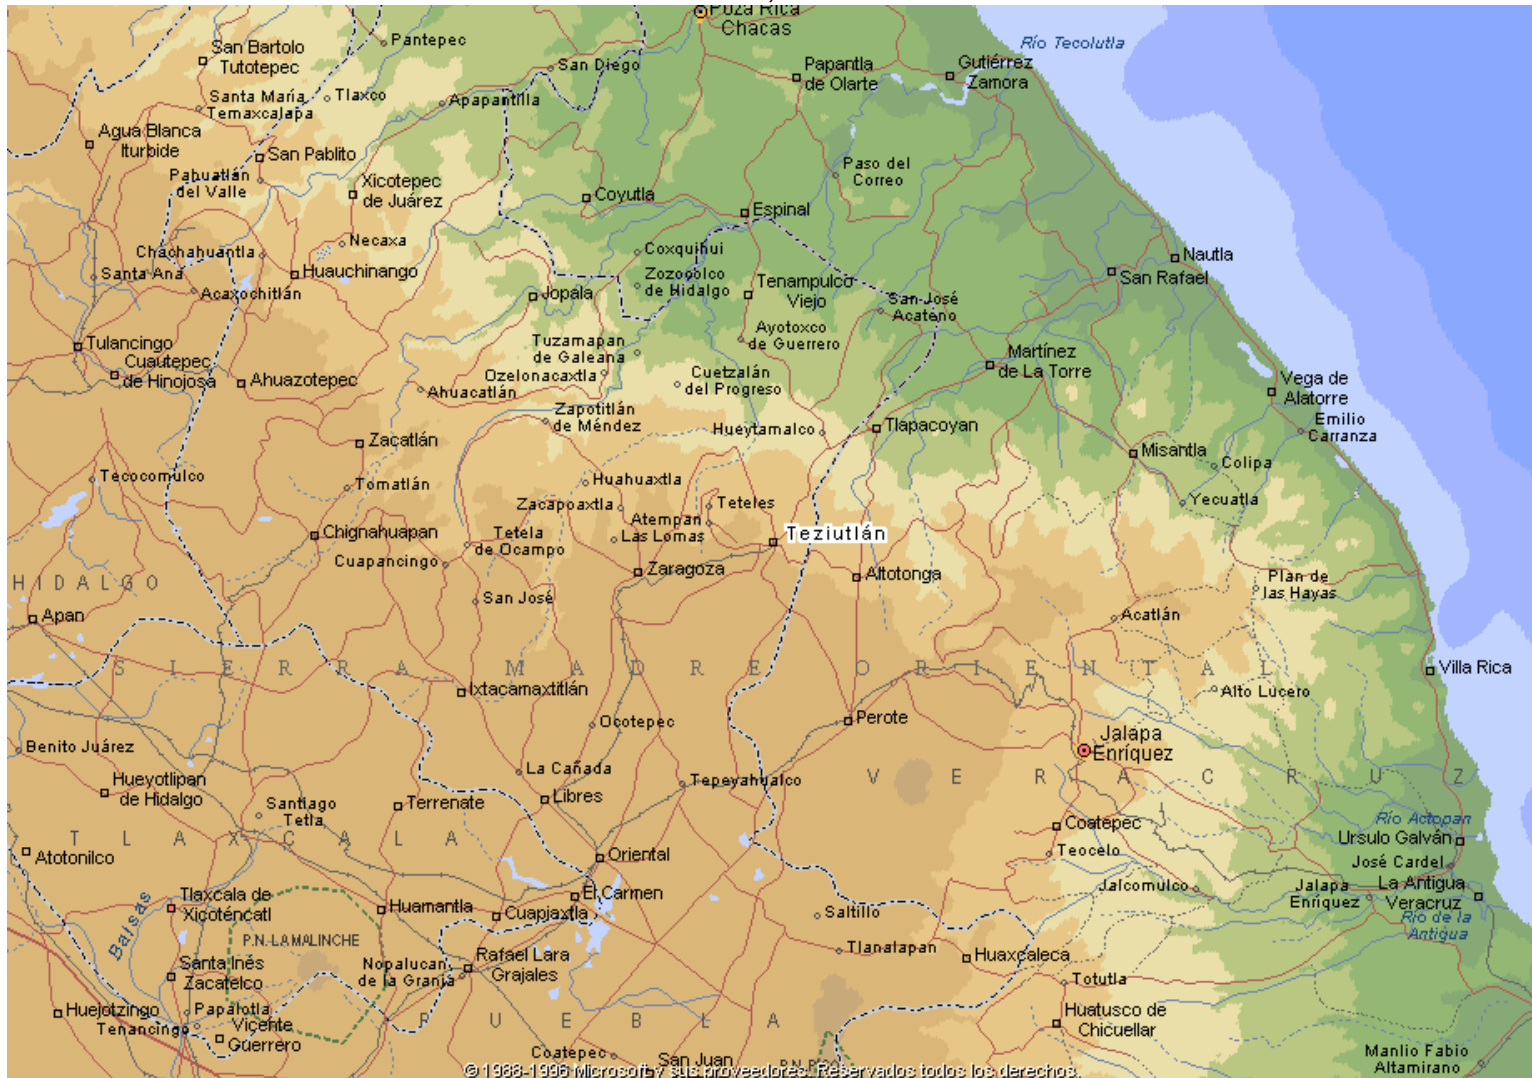 Poza Rica
Chacas
Río Tecolutla
San Bartolo
Tutotepec
Pantepec
San Diego
Papantla
de Olarte
Gutiérrez
Zamora
Santa María
Temaxcalapa
Tlaxco
Apapantilla
Agua Blanca
Iturbide
San Pablito
Pahuatlán
del Valle
Xicotepec
de Juárez
Coyutla
Paso del
Correo
Espinal
Chachahuantla
Necaxa
Coxquihui
Nautla
Santa Ana
Huauchinango
Zozocolco
de Hidalgo
Tenampulco
Viejo
San Rafael
Acaxochitlán
Jopala
San José
Acateno
Tulancingo
Cuautepec
de Hinojosa
Ahuazotepec
Tuzamapan
de Galeana
Ayotoxco
de Guerrero
Martínez
de La Torre
Ozelonacaxtla
Cuetzalán
del Progreso
Ahuacatlán
Vega de
Alatorre
Emilio
Carranza
Zapotitlán
de Méndez
Hueytamalco
Tlapacoyan
Zacatlán
Misantla
Colipa
Tecocomulco
Tomatlán
Huahuaxtla
Yecuatla
Zacapoaxtla
Teteles
Atempan
Las Lomas
Chignahuapan
Tetela
de Ocampo
Teziutlán
Cuapancingo
Zaragoza
Altotonga
HIDALGO
Plan de
las Hayas
San José
Apan
Acatlán
SIERRA MADRE ORIENTAL
Villa Rica
Ixtacamaxtitlán
Alto Lucero
Ocotepec
Perote
Benito Juárez
Jalapa
Enríquez
La Cañada
Tepeyahualco
VERACRUZ
Hueyotlipan
de Hidalgo
Santiago
Tetla
Terrenate
Libres
Coatepec
Río Actopan
TLAXCALA
Ursulo Galván
Atotonilco
Oriental
Teocelo
José Cardel
Balsas
Tlaxcala de
Xicoténcatl
El Carmen
Jalcomulco
Jalapa
Enríquez
La Antigua
Veracruz
Huamantla
Cuapiaxtla
Saltillo
Río de la
Antigua
P.N. LA MALINCHE
Tlanalapan
Santa Inés
Zacatelco
Nopalucan
de la Granja
Rafael Lara
Grajales
Huaxcaleca
Totutla
Huejotzingo
Papalotla
Tenancingo
Vicente
Guerrero
PUEBLA
Huatusco de
Chicuellar
Coatepec
San Juan
Manlio Fabio
Altamirano
© 1988-1996 Microsoft y sus proveedores. Reservados todos los derechos.